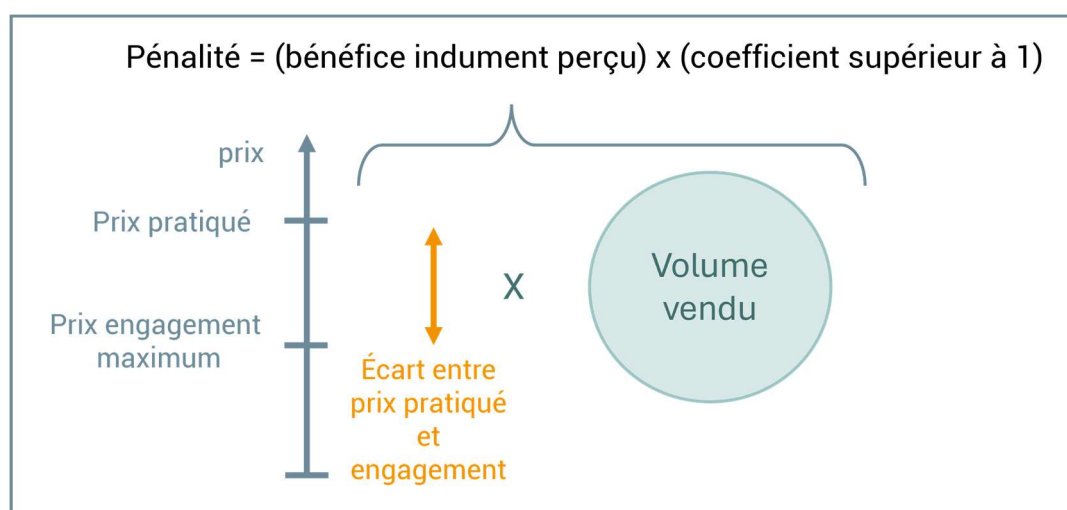 Pénalité = (bénéfice indument perçu) x (coefficient supérieur à 1)
prix
Prix pratiqué
Prix engagement
maximum
Écart entre
prix pratiqué
et
engagement
X
Volume
vendu